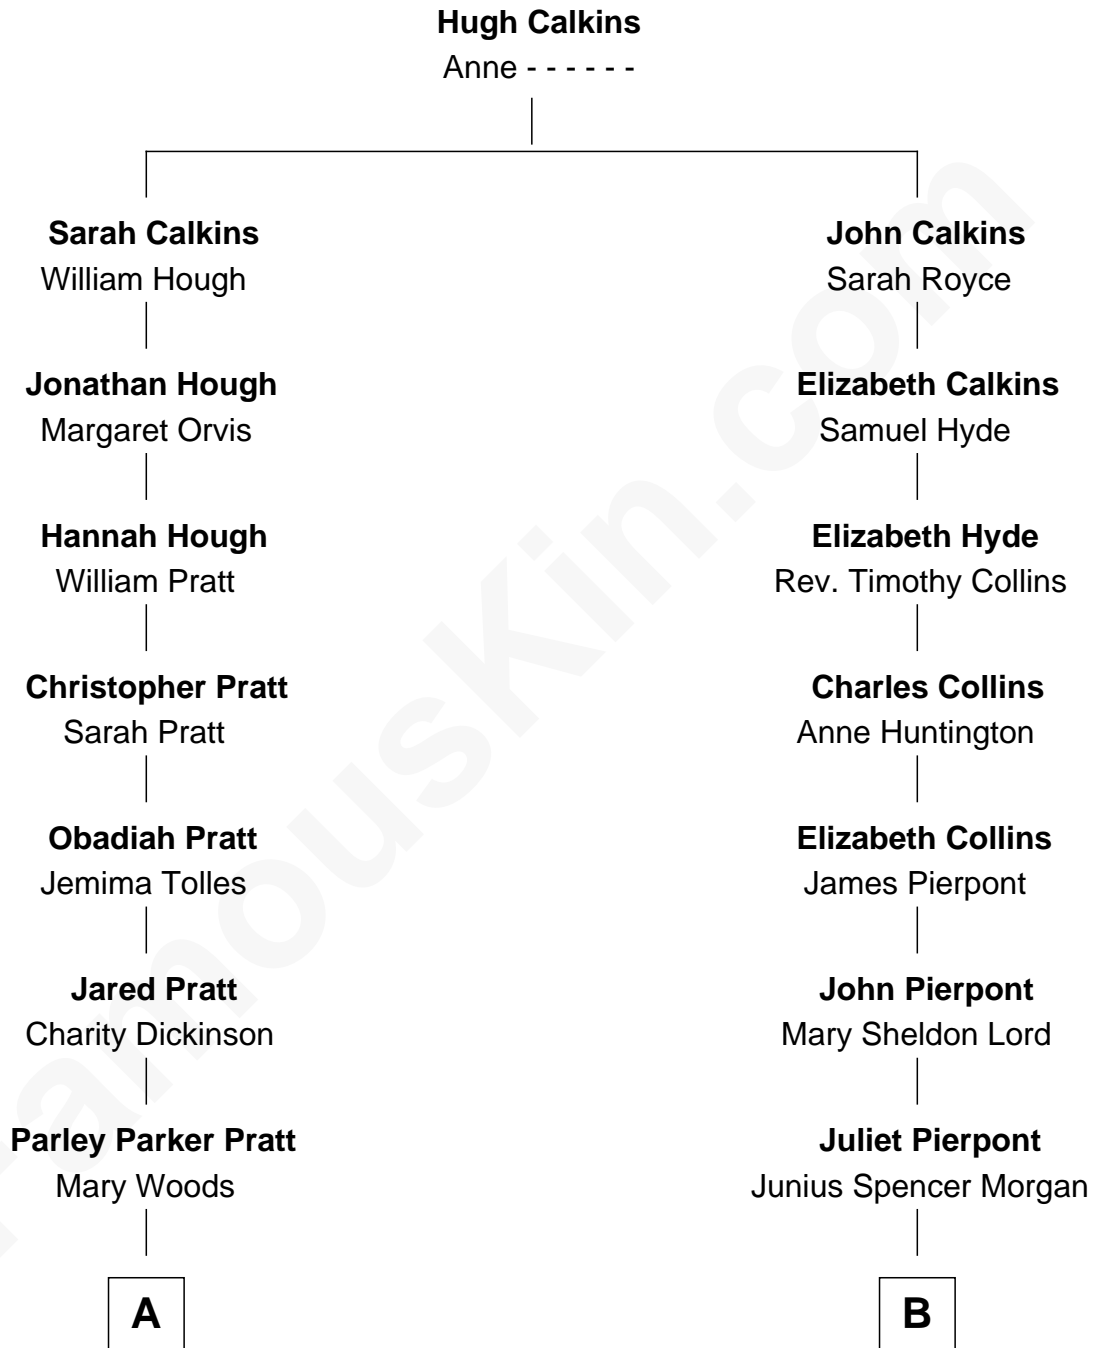 Hugh Calkins
Anne - - - - - -
Sarah Calkins
William Hough
Jonathan Hough
Margaret Orvis
Hannah Hough
William Pratt
Christopher Pratt
Sarah Pratt
Obadiah Pratt
Jemima Tolles
Jared Pratt
Charity Dickinson
Parley Parker Pratt
Mary Woods
A
John Calkins
Sarah Royce
Elizabeth Calkins
Samuel Hyde
Elizabeth Hyde
Rev. Timothy Collins
Charles Collins
Anne Huntington
Elizabeth Collins
James Pierpont
John Pierpont
Mary Sheldon Lord
Juliet Pierpont
Junius Spencer Morgan
B
FamousKin.com